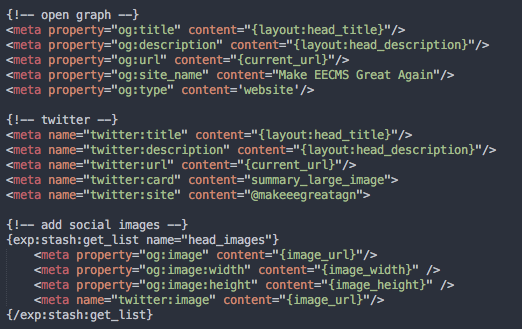 {!-- open graph --}
<meta property="og:title" content="{layout:head_title}"/>
<meta property="og:description" content="{layout:head_description}"/>
<meta property="og:url" content="{current_url}"/>
<meta property="og:site_name" content="Make EECMS Great Again"/>
<meta property="og:type" content='website'/>
{!-- twitter --}
<meta name="twitter:title" content="{layout:head_title}"/>
<meta name="twitter:description" content="{layout:head_description}"/>
<meta name="twitter:url" content="{current_url}"/>
<meta name="twitter:card" content="summary_large_image">
<meta name="twitter:site" content="@makeeegreatagn">
{!-- add social images --}
{exp:stash:get_list name="head_images"}
<meta property="og:image" content="{image_url}"/>
<meta property="og:image:width" content="{image_width}" />
<meta property="og:image:height" content="{image_height}" />
<meta name="twitter:image" content="{image_url}"/>
{/exp:stash:get_list}